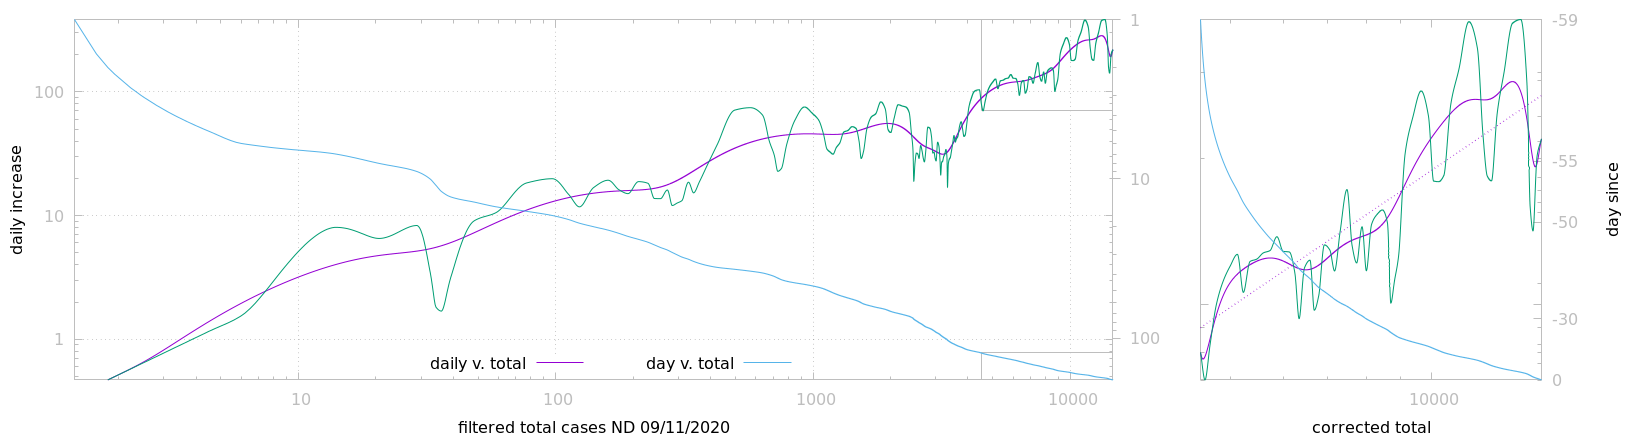 daily increase
100
10
1
10
100
1000
10000
1
10
100
daily v. total
day v. total
filtered total cases ND 09/11/2020
10000
corrected total
-59
-55
-50
-30
0
day since